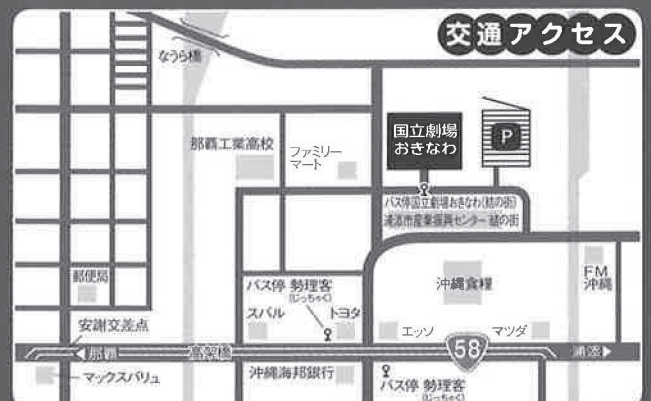 交通アクセス
なうら橋
那覇工業高校
ファミリー
マート
国立劇場
おきなわ
P
バス停国立劇場おきなわ(結の街)
浦添市産業振興センター 結の街
郵便局
バス停 勢理客
(じっちゃく)
スバル
トヨタ
沖縄食糧
FM
沖縄
安謝交差点
エッソ
マツダ
◀那覇
高架橋
58
浦添▶
マックスバリュ
沖縄海邦銀行
バス停 勢理客
(じっちゃく)